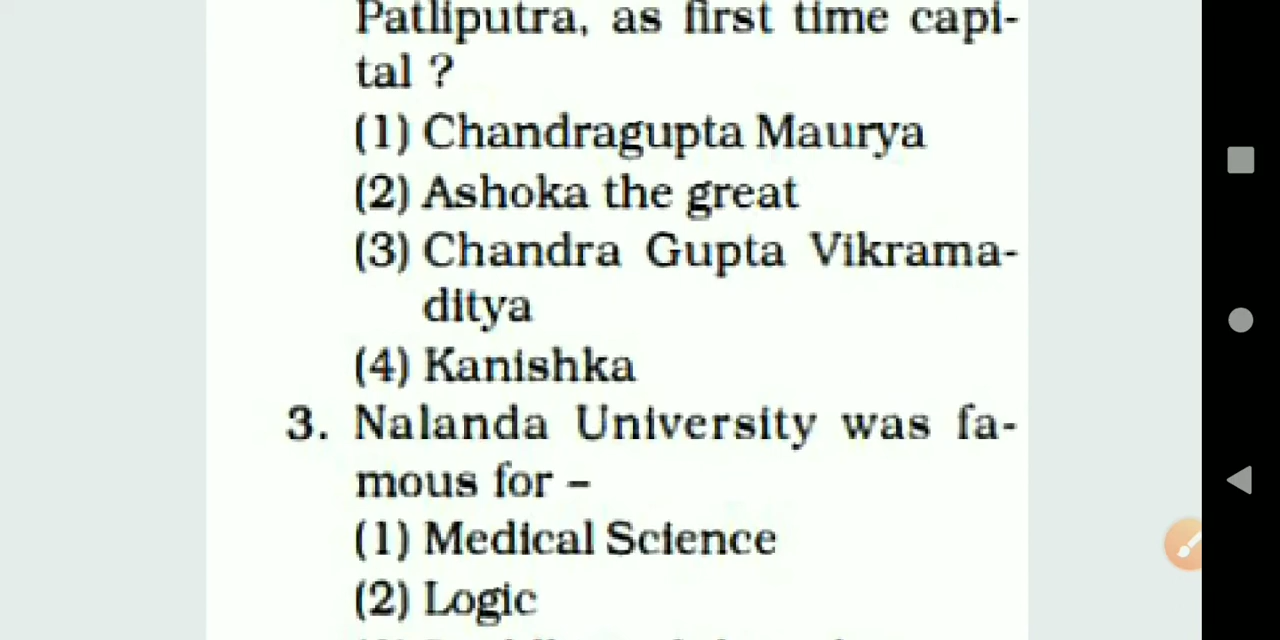 Patliputra, as first time capi-
tal ?
(1) Chandragupta Maurya
(2) Ashoka the great
(3) Chandra Gupta Vikrama-
ditya
(4) Kanishka
3. Nalanda University was fa-
mous for –
(1) Medical Science
(2) Logic